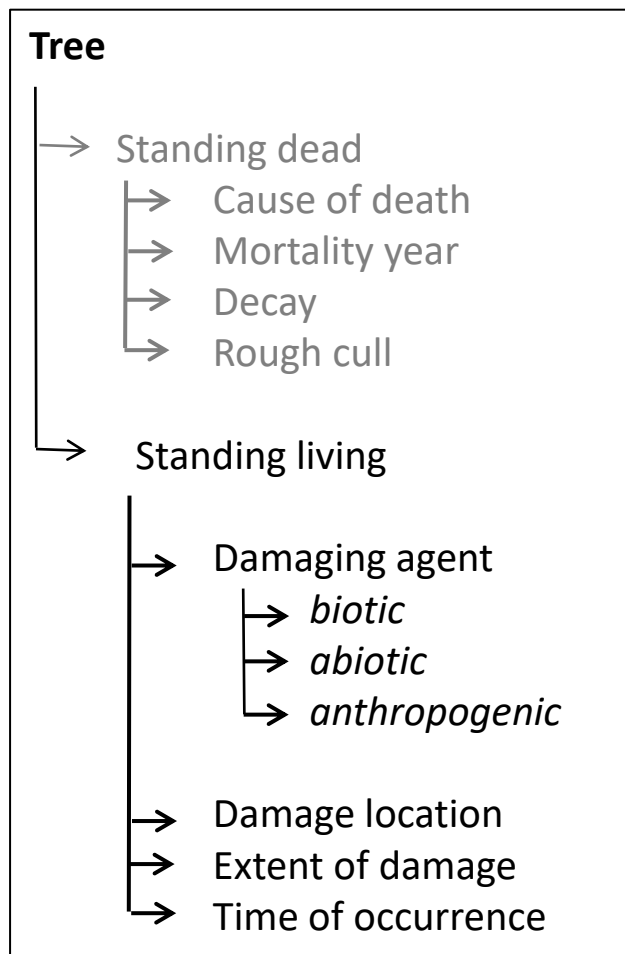 Tree
Standing dead
Cause of death
Mortality year
Decay
Rough cull
Standing living
Damaging agent
biotic
abiotic
anthropogenic
Damage location
Extent of damage
Time of occurrence